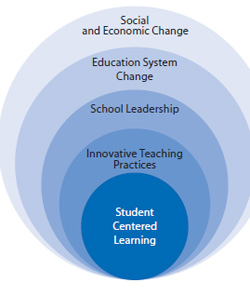 Social
and Economic Change
Education System
Change
School Leadership
Innovative Teaching
Practices
Student
Centered
Learning